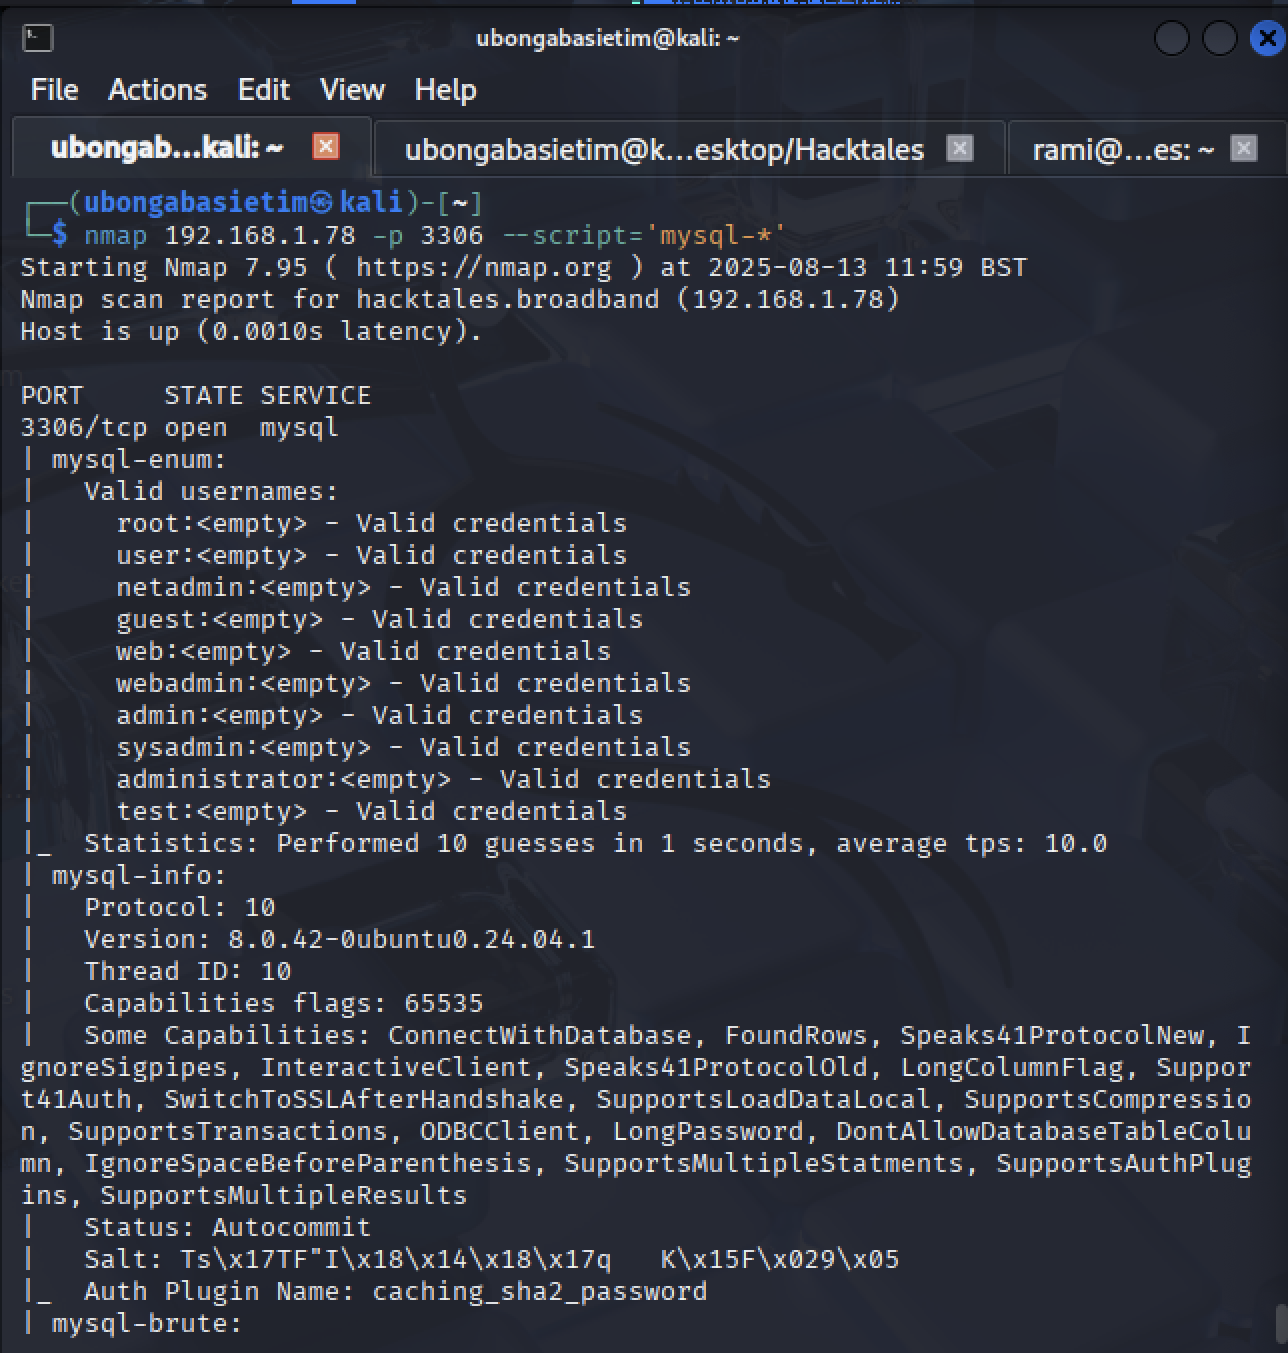 ubongabasietim@kali: ~
File Actions Edit View Help
ubongab...kali: ~
ubongabasietim@k...esktop/Hacktales
rami@...es: ~
┌──(ubongabasietim㉿kali)-[~]
└─$ nmap 192.168.1.78 -p 3306 --script='mysql-*'
Starting Nmap 7.95 ( https://nmap.org ) at 2025-08-13 11:59 BST
Nmap scan report for hacktales.broadband (192.168.1.78)
Host is up (0.0010s latency).
PORT     STATE SERVICE
3306/tcp open  mysql
| mysql-enum:
|   Valid usernames:
|     root:<empty> - Valid credentials
|     user:<empty> - Valid credentials
|     netadmin:<empty> - Valid credentials
|     guest:<empty> - Valid credentials
|     web:<empty> - Valid credentials
|     webadmin:<empty> - Valid credentials
|     admin:<empty> - Valid credentials
|     sysadmin:<empty> - Valid credentials
|     administrator:<empty> - Valid credentials
|     test:<empty> - Valid credentials
|_  Statistics: Performed 10 guesses in 1 seconds, average tps: 10.0
| mysql-info:
|   Protocol: 10
|   Version: 8.0.42-0ubuntu0.24.04.1
|   Thread ID: 10
|   Capabilities flags: 65535
|   Some Capabilities: ConnectWithDatabase, FoundRows, Speaks41ProtocolNew, I
gnoreSigpipes, InteractiveClient, Speaks41ProtocolOld, LongColumnFlag, Suppor
t41Auth, SwitchToSSLAfterHandshake, SupportsLoadDataLocal, SupportsCompressio
n, SupportsTransactions, ODBCClient, LongPassword, DontAllowDatabaseTableColu
mn, IgnoreSpaceBeforeParenthesis, SupportsMultipleStatments, SupportsAuthPlug
ins, SupportsMultipleResults
|   Status: Autocommit
|   Salt: Ts\x17TF"I\x18\x14\x18\x17q   K\x15F\x029\x05
|_  Auth Plugin Name: caching_sha2_password
| mysql-brute: